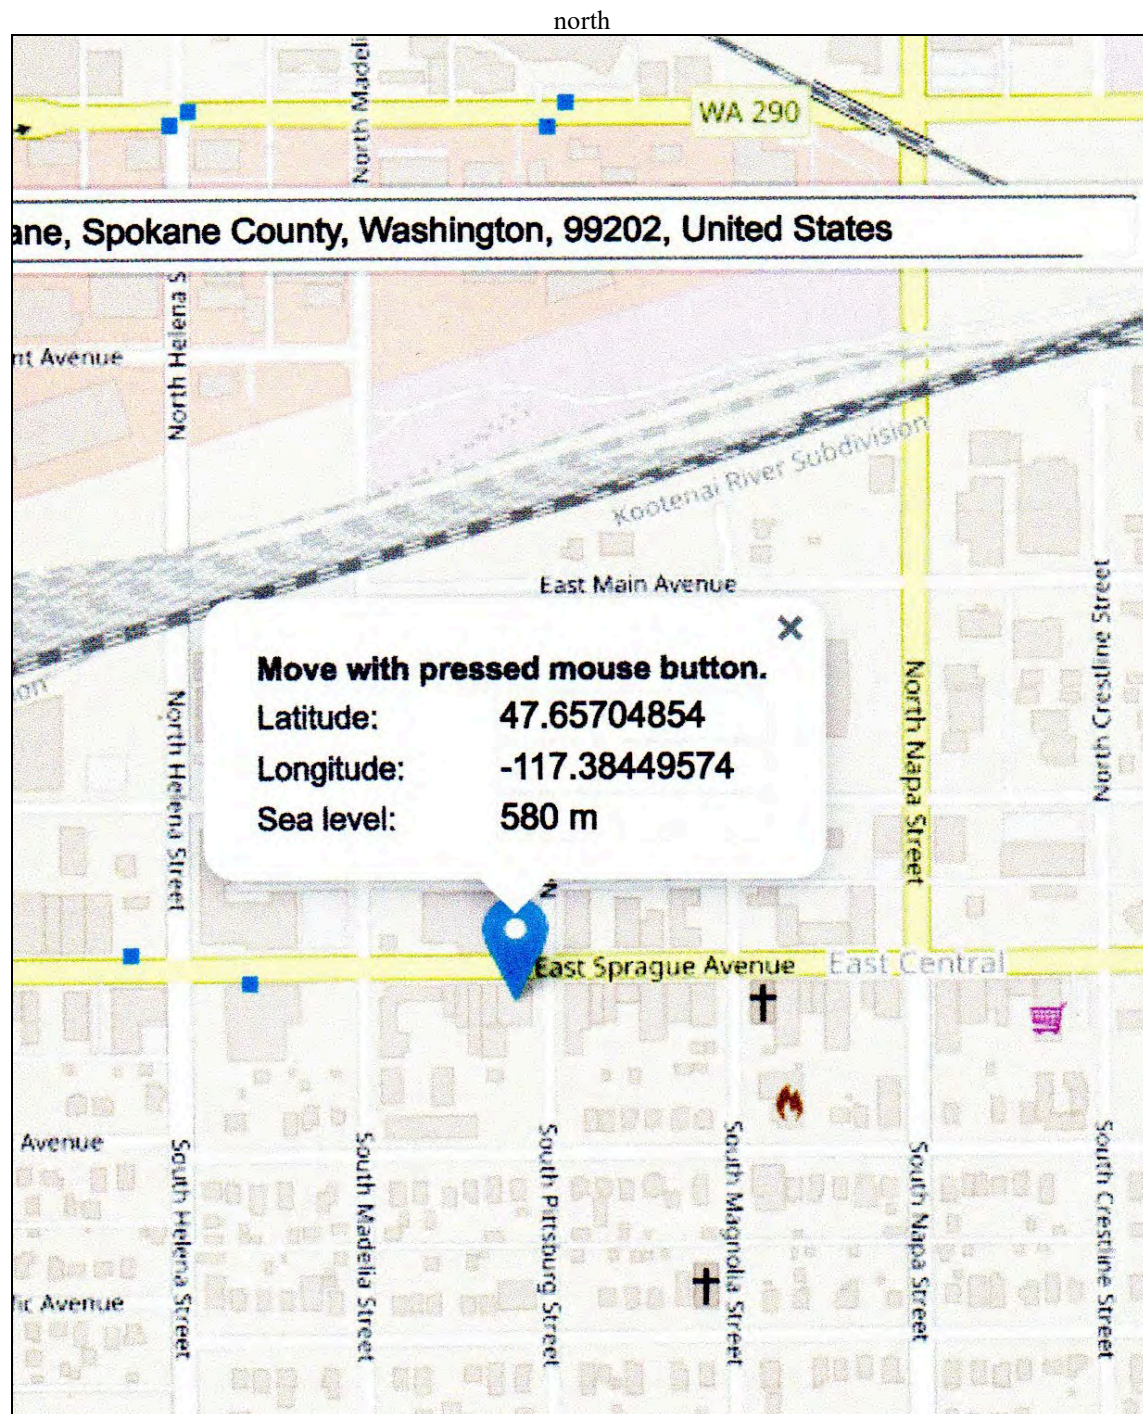 north
North Madeli
WA 290
ane, Spokane County, Washington, 99202, United States
North Helena S
nt Avenue
Kootenai River Subdivision
East Main Avenue
North Crestline Street
Move with pressed mouse button.
Latitude: 47.65704854
Longitude: -117.38449574
Sea level: 580 m
on
North Helena Street
North Napa Street
N
East Sprague Avenue
East Central
Avenue
South Helena Street
South Madelia Street
South Pittsburg Street
South Magnolia Street
South Napa Street
South Crestline Street
fic Avenue